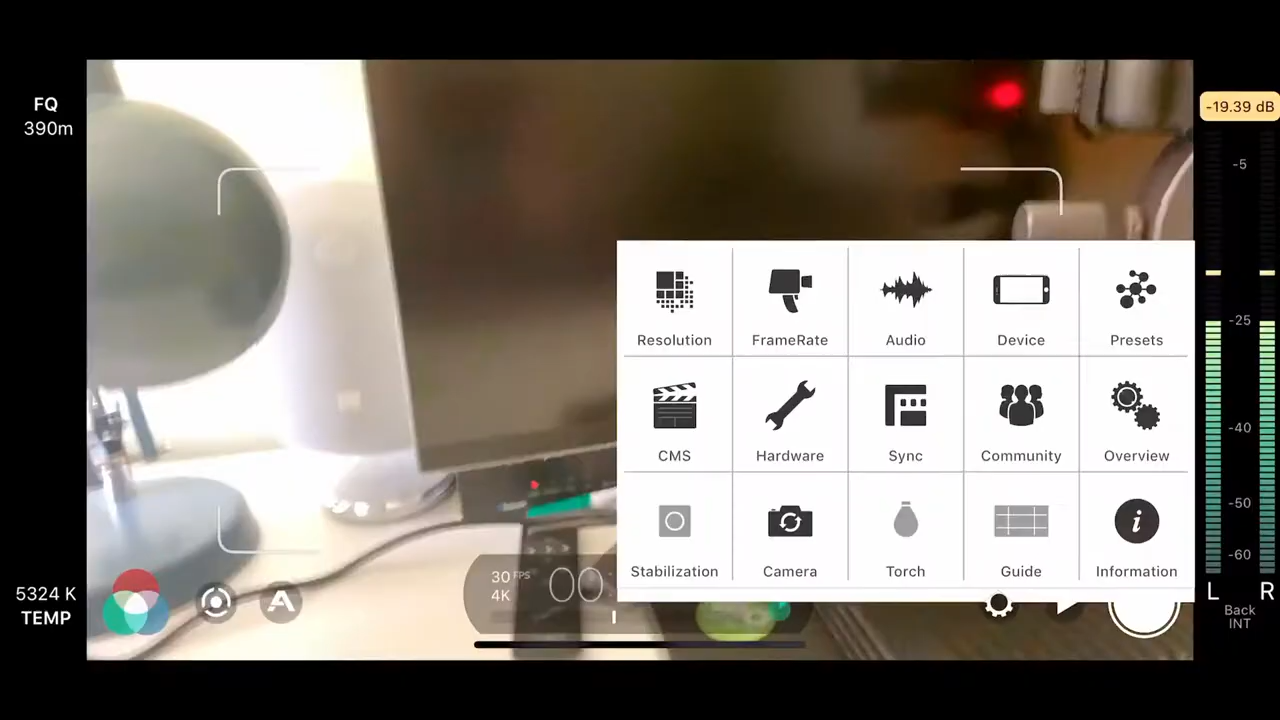 FQ
390m
-19.39 dB
-5
-25
-40
-50
-60
L R
Back
INT
Resolution
FrameRate
Audio
Device
Presets
CMS
Hardware
Sync
Community
Overview
Stabilization
Camera
Torch
Guide
Information
30 FPS
4K
5324 K
TEMP